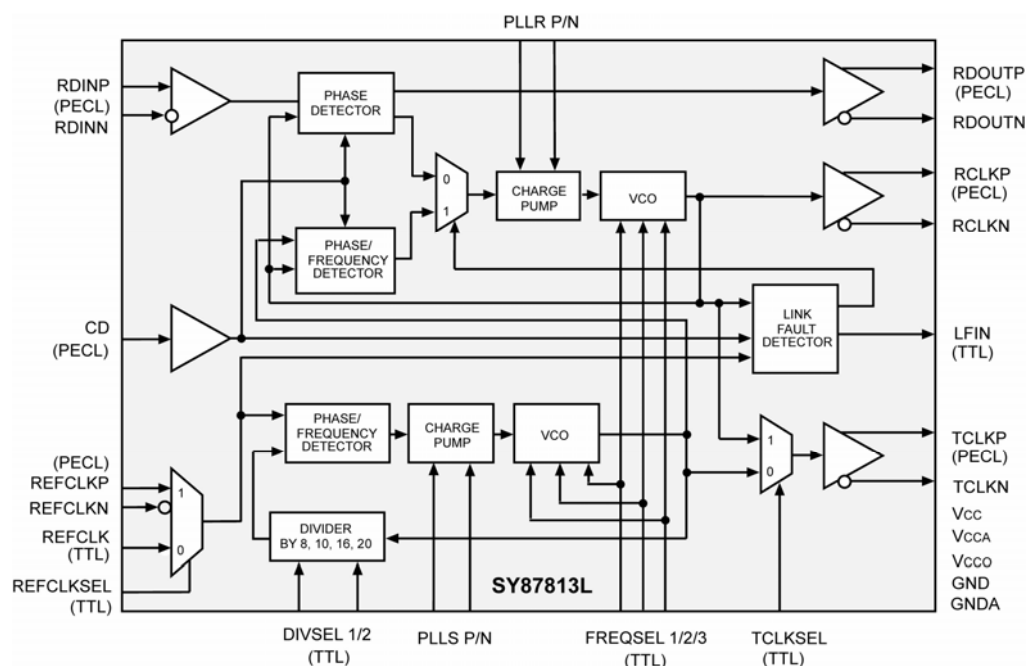 PLLR P/N
RDINP
(PECL)
RDINN
PHASE
DETECTOR
RDOUTP
(PECL)
RDOUTN
0
1
CHARGE
PUMP
VCO
RCLKP
(PECL)
RCLKN
PHASE/
FREQUENCY
DETECTOR
CD
(PECL)
LINK
FAULT
DETECTOR
LFIN
(TTL)
PHASE/
FREQUENCY
DETECTOR
CHARGE
PUMP
VCO
1
0
TCLKP
(PECL)
TCLKN
(PECL)
REFCLKP
REFCLKN
REFCLK
(TTL)
REFCLKSEL
(TTL)
1
0
DIVIDER
BY 8, 10, 16, 20
SY87813L
VCC
VCCA
VCCO
GND
GNDA
DIVSEL 1/2
(TTL)
PLLS P/N
FREQSEL 1/2/3
(TTL)
TCLKSEL
(TTL)